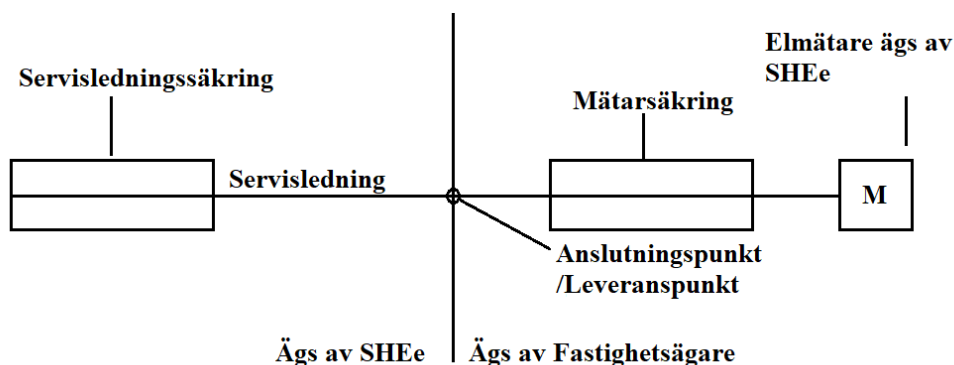 Elmätare ägs av
SHEe
Servisledningssäkring
Mätarsäkring
Servisledning
M
Anslutningspunkt
/Leveranspunkt
Ägs av SHEe
Ägs av Fastighetsägare